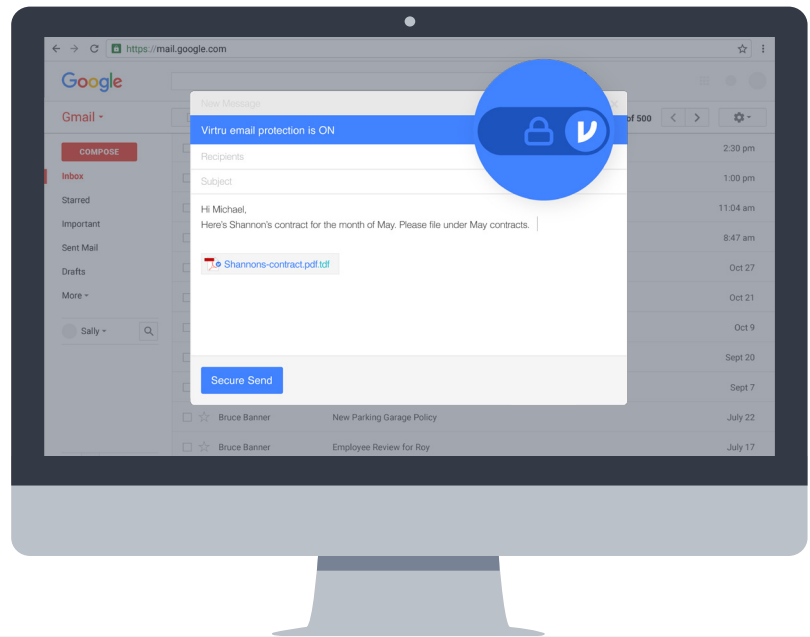 https://mail.google.com
Google
Gmail
of 500
New Message
Virtru email protection is ON
COMPOSE
Recipients
2:30 pm
Inbox
Subject
1:00 pm
Starred
Hi Michael,
11:04 am
Important
Here's Shannon's contract for the month of May. Please file under May contracts.
8:47 am
Sent Mail
Drafts
Shannons-contract.pdf.tdf
Oct 27
More
Oct 21
Sally
Oct 9
Sept 20
Secure Send
Sept 7
Bruce Banner New Parking Garage Policy July 22
Bruce Banner Employee Review for Roy July 17